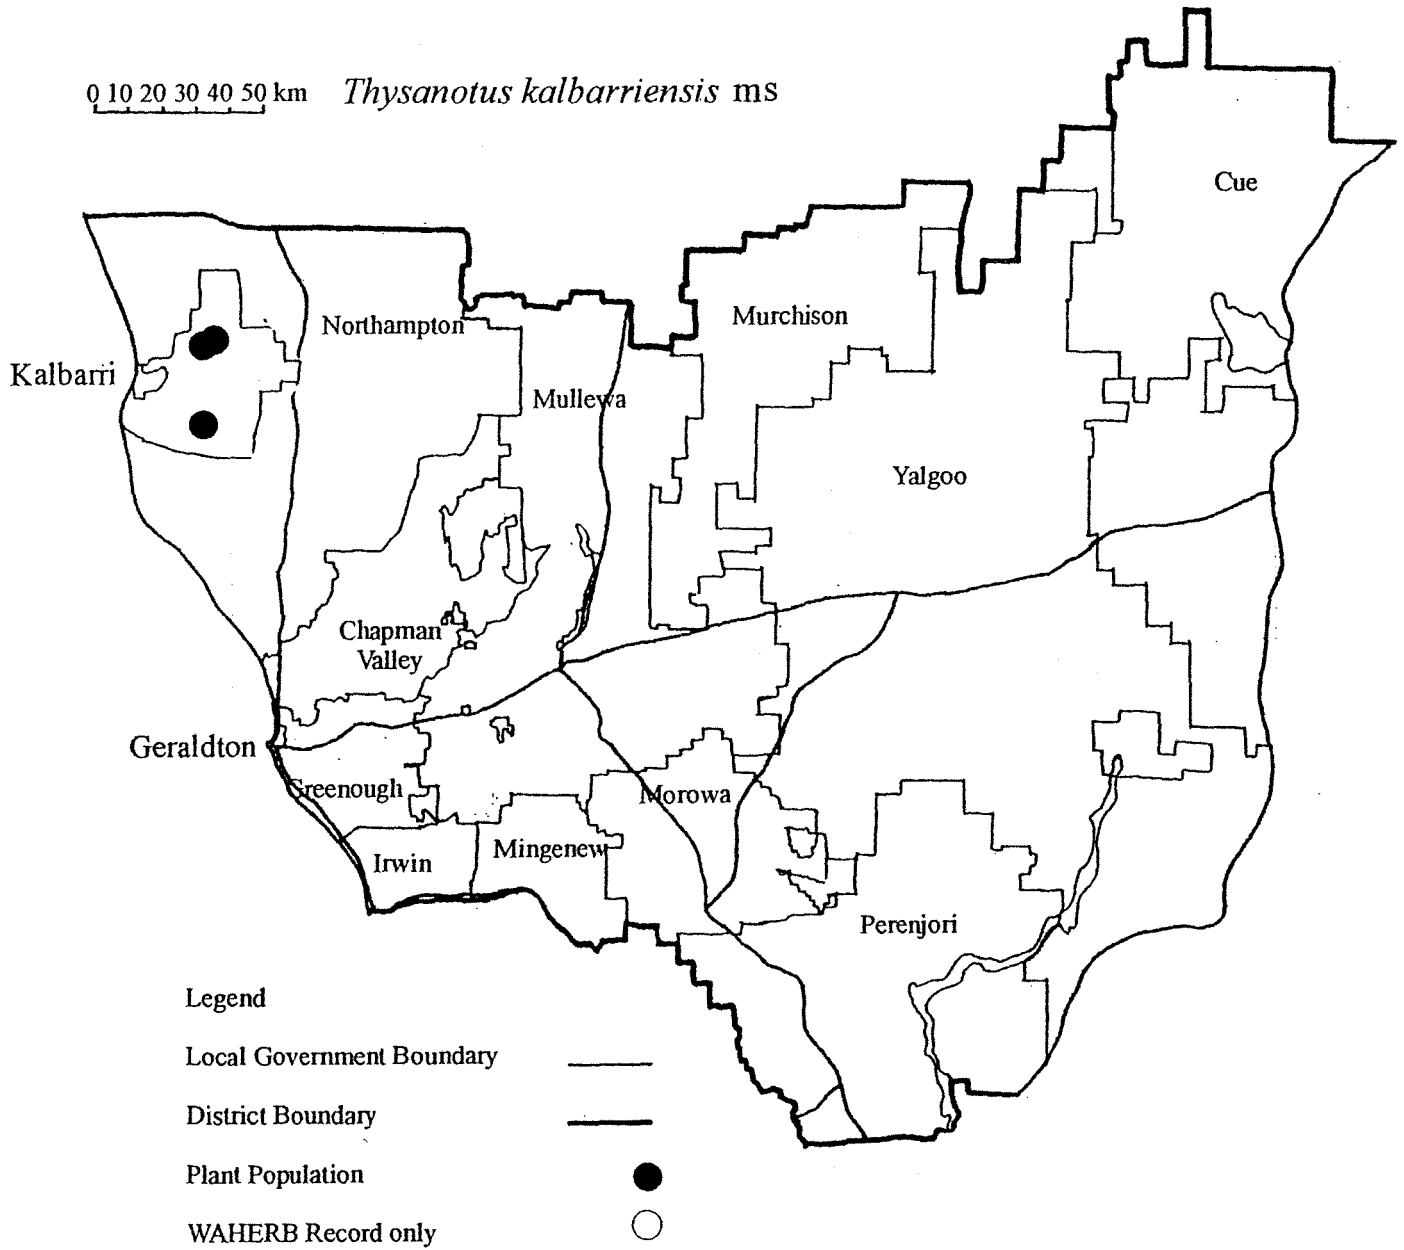 0 10 20 30 40 50 km
Thysanotus kalbarriensis ms
Cue
Murchison
Northampton
Kalbarri
Mullewa
Yalgoo
Chapman
Valley
Geraldton
Greenough
Morowa
Irwin
Mingenew
Perenjori
Legend
Local Government Boundary
District Boundary
Plant Population
WAHERB Record only